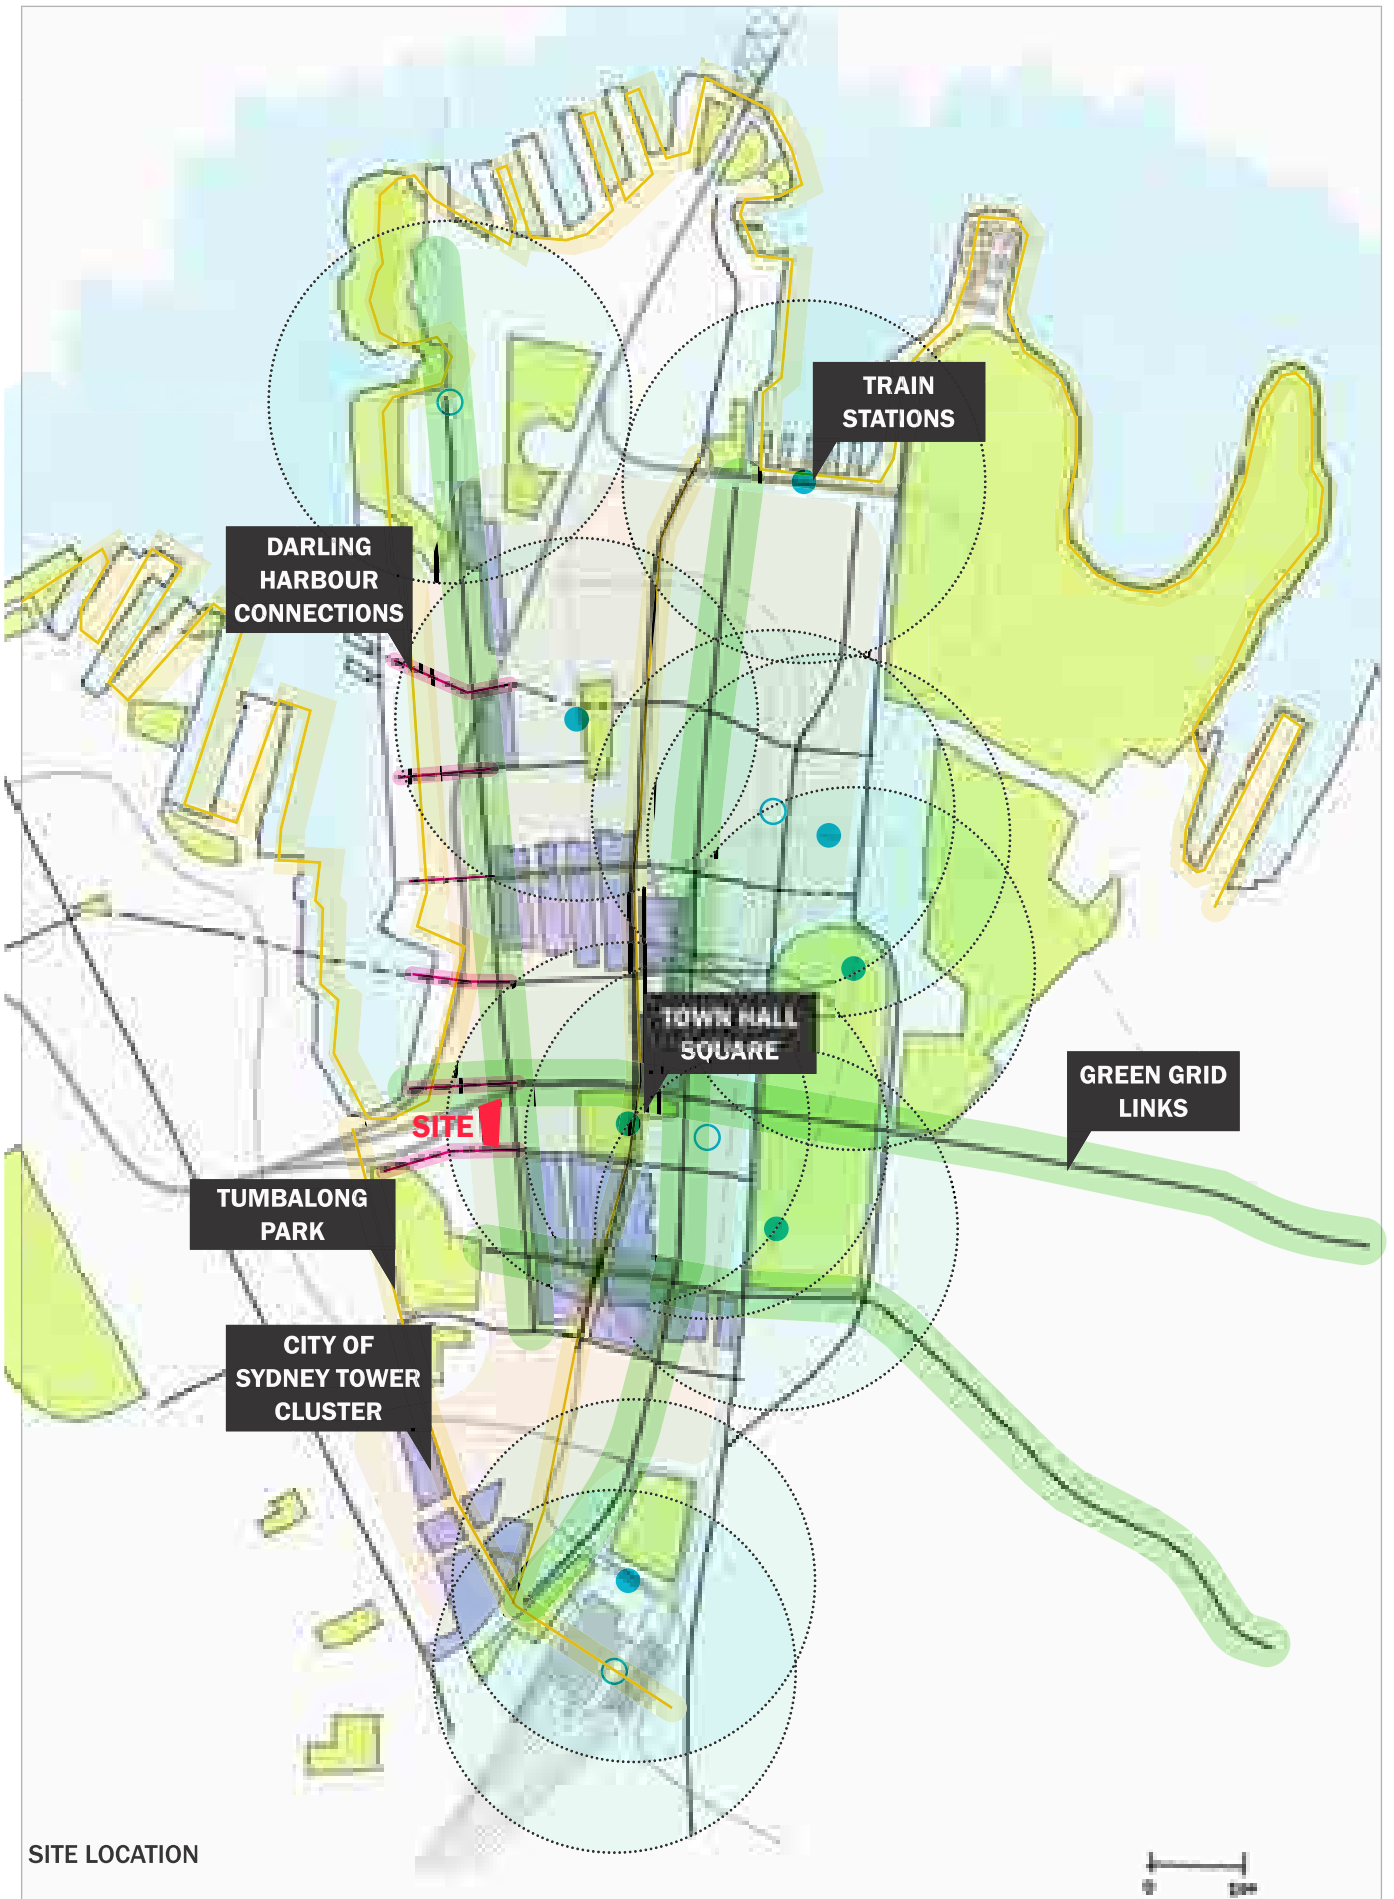 TRAIN
STATIONS
DARLING
HARBOUR
CONNECTIONS
TOWN HALL
SQUARE
GREEN GRID
LINKS
SITE
TUMBALONG
PARK
CITY OF
SYDNEY TOWER
CLUSTER
SITE LOCATION
0